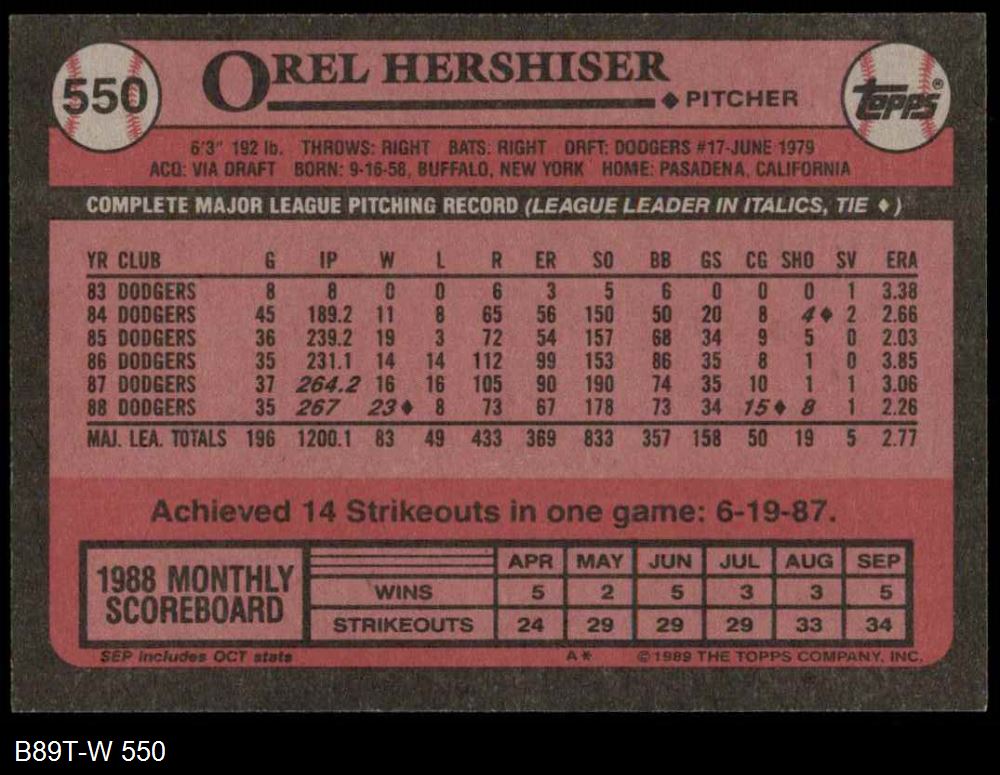 550
OREL HERSHISER
◆ PITCHER
Topps®
6'3" 192 lb. THROWS: RIGHT BATS: RIGHT DRFT: DODGERS #17-JUNE 1979
ACQ: VIA DRAFT BORN: 9-16-58, BUFFALO, NEW YORK HOME: PASADENA, CALIFORNIA
COMPLETE MAJOR LEAGUE PITCHING RECORD (LEAGUE LEADER IN ITALICS, TIE ♦)
YR CLUB G IP W L R ER SO BB GS CG SHO SV ERA
83 DODGERS 8 8 0 0 6 3 5 6 0 0 0 1 3.38
84 DODGERS 45 189.2 11 8 65 56 150 50 20 8 4♦ 2 2.66
85 DODGERS 36 239.2 19 3 72 54 157 68 34 9 5 0 2.03
86 DODGERS 35 231.1 14 14 112 99 153 86 35 8 1 0 3.85
87 DODGERS 37 264.2 16 16 105 90 190 74 35 10 1 1 3.06
88 DODGERS 35 267 23♦ 8 73 67 178 73 34 15♦ 8 1 2.26
MAJ. LEA. TOTALS 196 1200.1 83 49 433 369 833 357 158 50 19 5 2.77
Achieved 14 Strikeouts in one game: 6-19-87.
1988 MONTHLY SCOREBOARD
APR MAY JUN JUL AUG SEP
WINS 5 2 5 3 3 5
STRIKEOUTS 24 29 29 29 33 34
SEP includes OCT stats
A* © 1989 THE TOPPS COMPANY, INC.
B89T-W 550